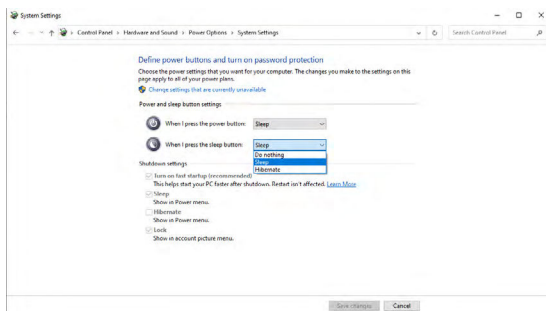 System Settings
Control Panel > Hardware and Sound > Power Options > System Settings
Search Control Panel
Define power buttons and turn on password protection
Choose the power settings that you want for your computer. The changes you make to the settings on this
page apply to all of your power plans.
Change settings that are currently unavailable
Power and sleep button settings
When I press the power button: Sleep
When I press the sleep button: Sleep
Do nothing
Sleep
Hibernate
Shutdown settings
Turn on fast startup (recommended)
This helps start your PC faster after shutdown. Restart isn't affected. Learn More
Sleep
Show in Power menu.
Hibernate
Show in Power menu.
Lock
Show in account picture menu.
Save changes Cancel